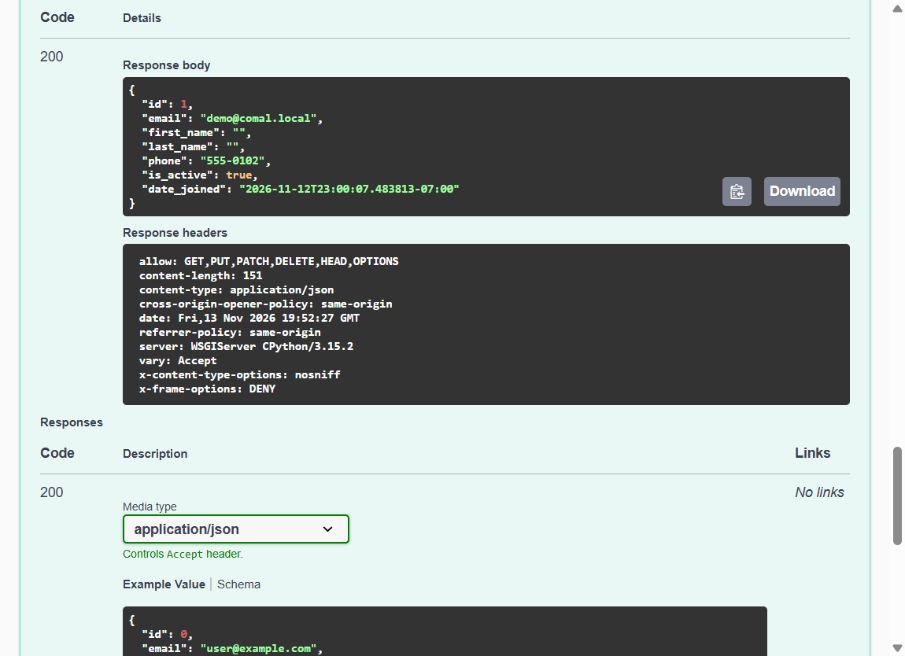 Code Details
200
Response body
{
  "id": 1,
  "email": "demo@comal.local",
  "first_name": "",
  "last_name": "",
  "phone": "555-0102",
  "is_active": true,
  "date_joined": "2026-11-12T23:00:07.483813-07:00"
}
Download
Response headers
allow: GET,PUT,PATCH,DELETE,HEAD,OPTIONS
content-length: 151
content-type: application/json
cross-origin-opener-policy: same-origin
date: Fri,13 Nov 2026 19:52:27 GMT
referrer-policy: same-origin
server: WSGIServer CPython/3.15.2
vary: Accept
x-content-type-options: nosniff
x-frame-options: DENY
Responses
Code Description Links
200 No links
Media type
application/json
Controls Accept header.
Example Value | Schema
{
  "id": 0,
  "email": "user@example.com",